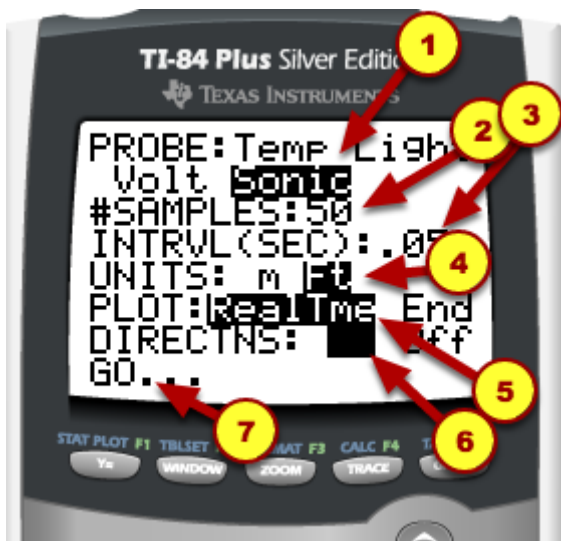 TI-84 Plus Silver Editio
TEXAS INSTRUMENTS
1
2
3
PROBE:Temp Light
Volt Sonic
#SAMPLES:50
INTRVL(SEC):.05
UNITS: m Ft
4
PLOT:RealTme End
5
DIRECTNS: Off
6
GO...
7
STAT PLOT F1 TBLSET MAT F3 CALC F4
Y= WINDOW ZOOM TRACE